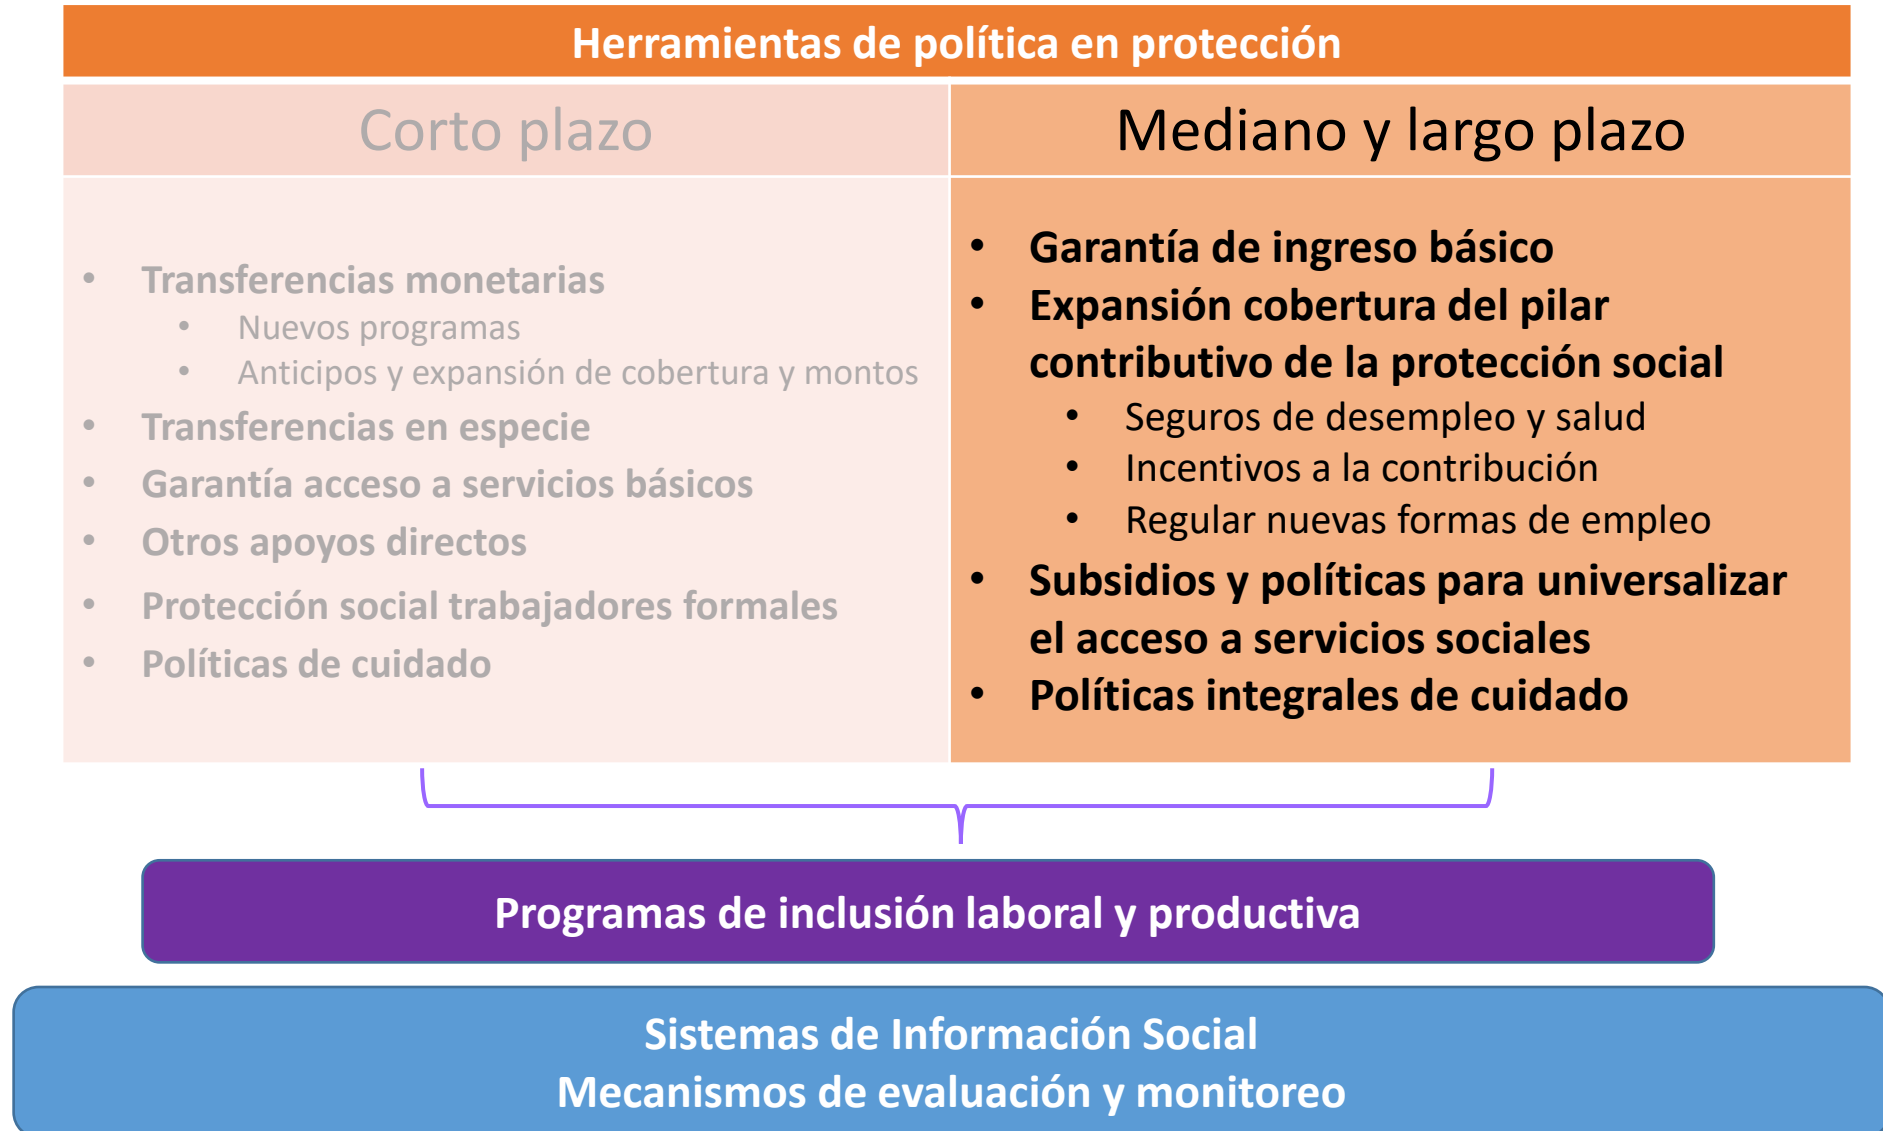 Herramientas de política en protección
Corto plazo
• Transferencias monetarias
• Nuevos programas
• Anticipos y expansión de cobertura y montos
• Transferencias en especie
• Garantía acceso a servicios básicos
• Otros apoyos directos
• Protección social trabajadores formales
• Políticas de cuidado
Mediano y largo plazo
• Garantía de ingreso básico
• Expansión cobertura del pilar
contributivo de la protección social
• Seguros de desempleo y salud
• Incentivos a la contribución
• Regular nuevas formas de empleo
• Subsidios y políticas para universalizar
el acceso a servicios sociales
• Políticas integrales de cuidado
Programas de inclusión laboral y productiva
Sistemas de Información Social
Mecanismos de evaluación y monitoreo